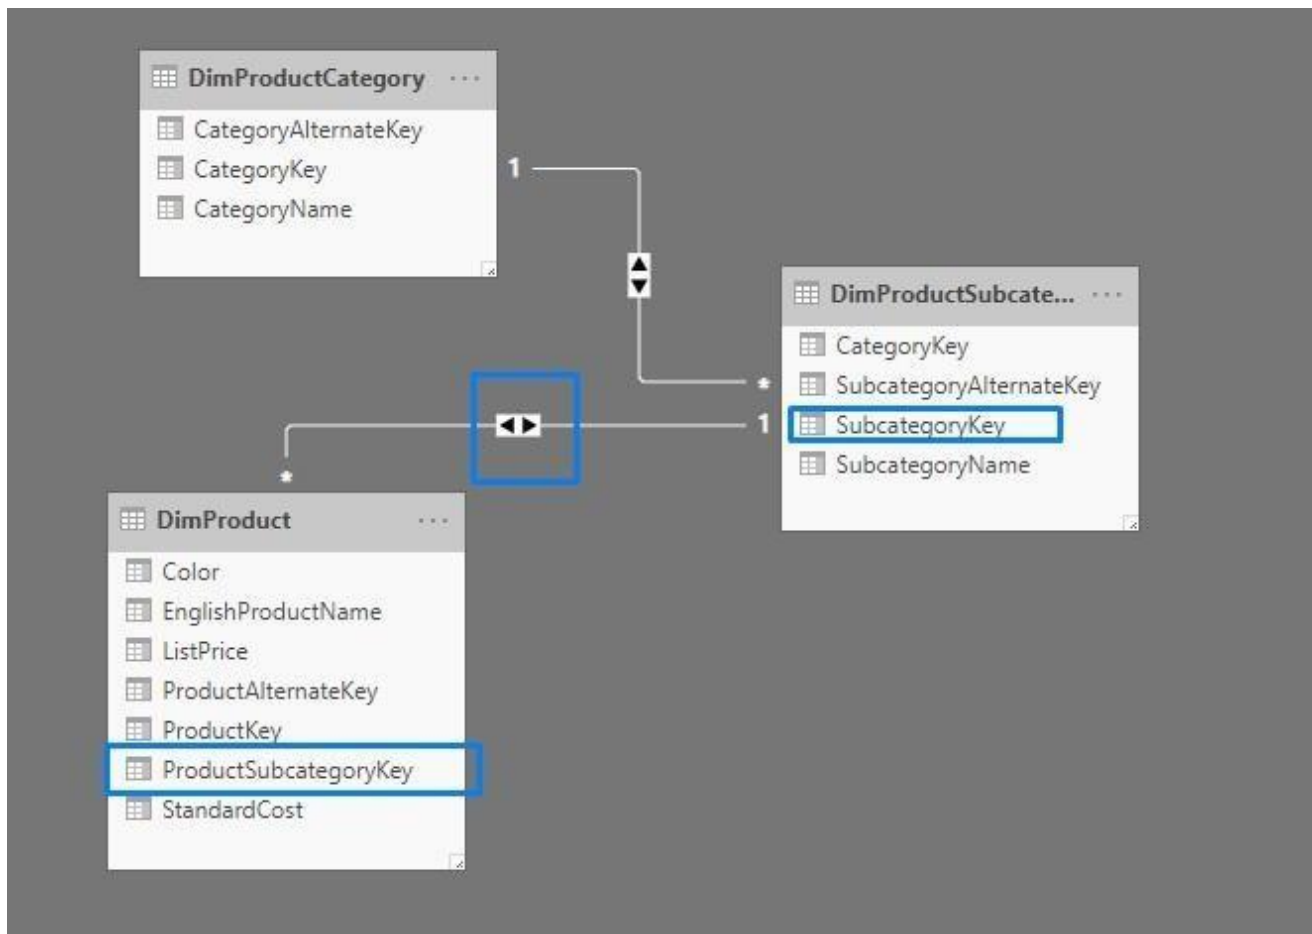 DimProductCategory ...
CategoryAlternateKey
CategoryKey
CategoryName
1
DimProductSubcate... ...
CategoryKey
SubcategoryAlternateKey
SubcategoryKey
SubcategoryName
*
1
*
DimProduct ...
Color
EnglishProductName
ListPrice
ProductAlternateKey
ProductKey
ProductSubcategoryKey
StandardCost